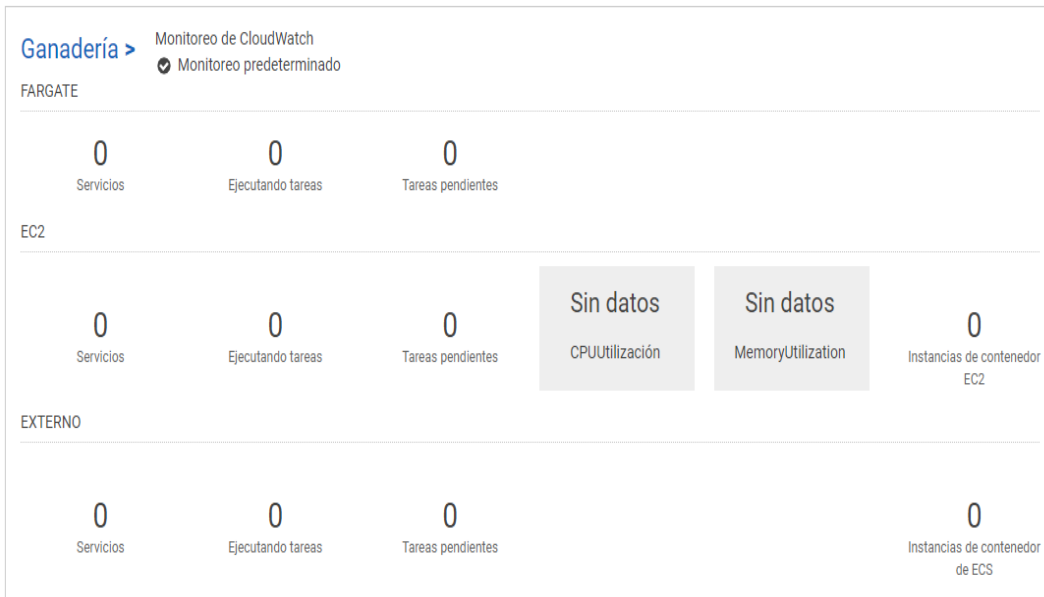 Ganadería >
Monitoreo de CloudWatch
Monitoreo predeterminado
FARGATE
0 0 0
Servicios Ejecutando tareas Tareas pendientes
EC2
Sin datos Sin datos
0 0 0 0
Servicios Ejecutando tareas Tareas pendientes CPUUtilización MemoryUtilization Instancias de contenedor
EC2
EXTERNO
0 0 0 0
Servicios Ejecutando tareas Tareas pendientes Instancias de contenedor
de ECS